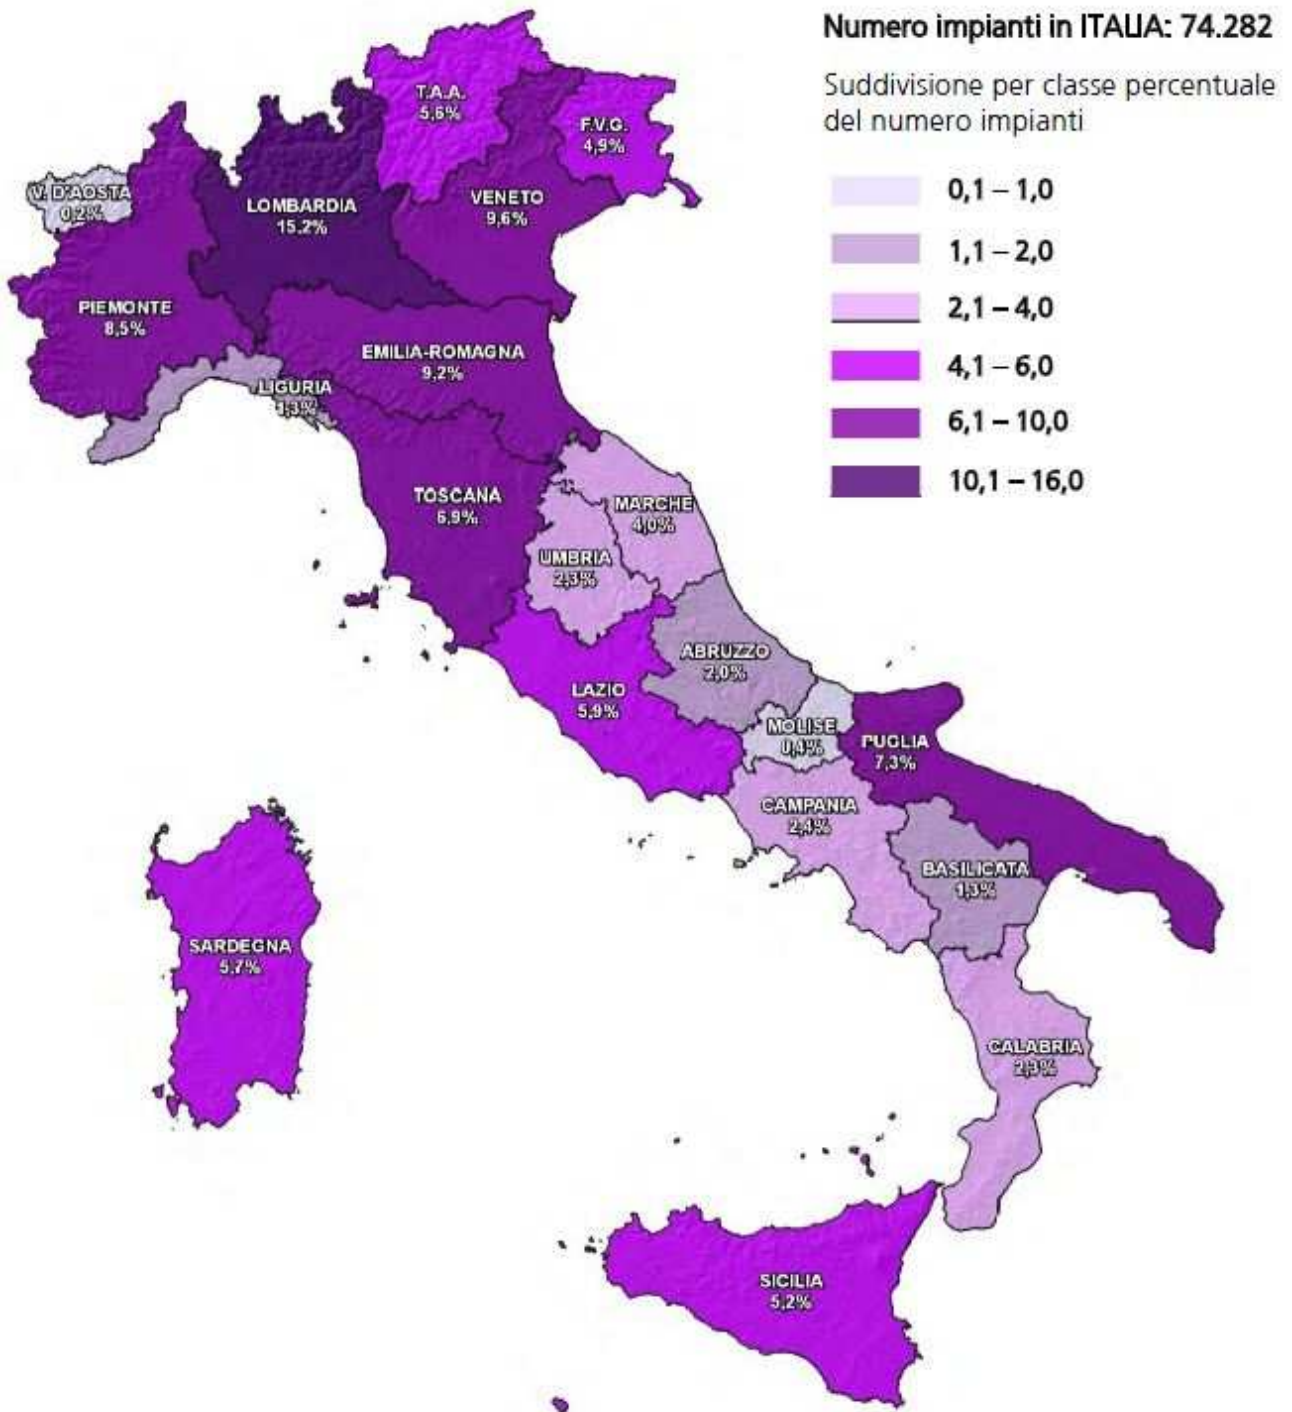 Numero impianti in ITALIA: 74.282
Suddivisione per classe percentuale
del numero impianti
0,1 – 1,0
1,1 – 2,0
2,1 – 4,0
4,1 – 6,0
6,1 – 10,0
10,1 – 16,0
T.A.A.
5,6%
F.V.G.
4,9%
V. D'AOSTA
0,2%
LOMBARDIA
15,2%
VENETO
9,6%
PIEMONTE
8,5%
EMILIA-ROMAGNA
9,2%
LIGURIA
1,3%
TOSCANA
6,9%
MARCHE
4,0%
UMBRIA
2,3%
ABRUZZO
2,0%
LAZIO
5,9%
MOLISE
0,4%
PUGLIA
7,3%
CAMPANIA
2,4%
BASILICATA
1,3%
SARDEGNA
5,7%
CALABRIA
2,3%
SICILIA
5,2%